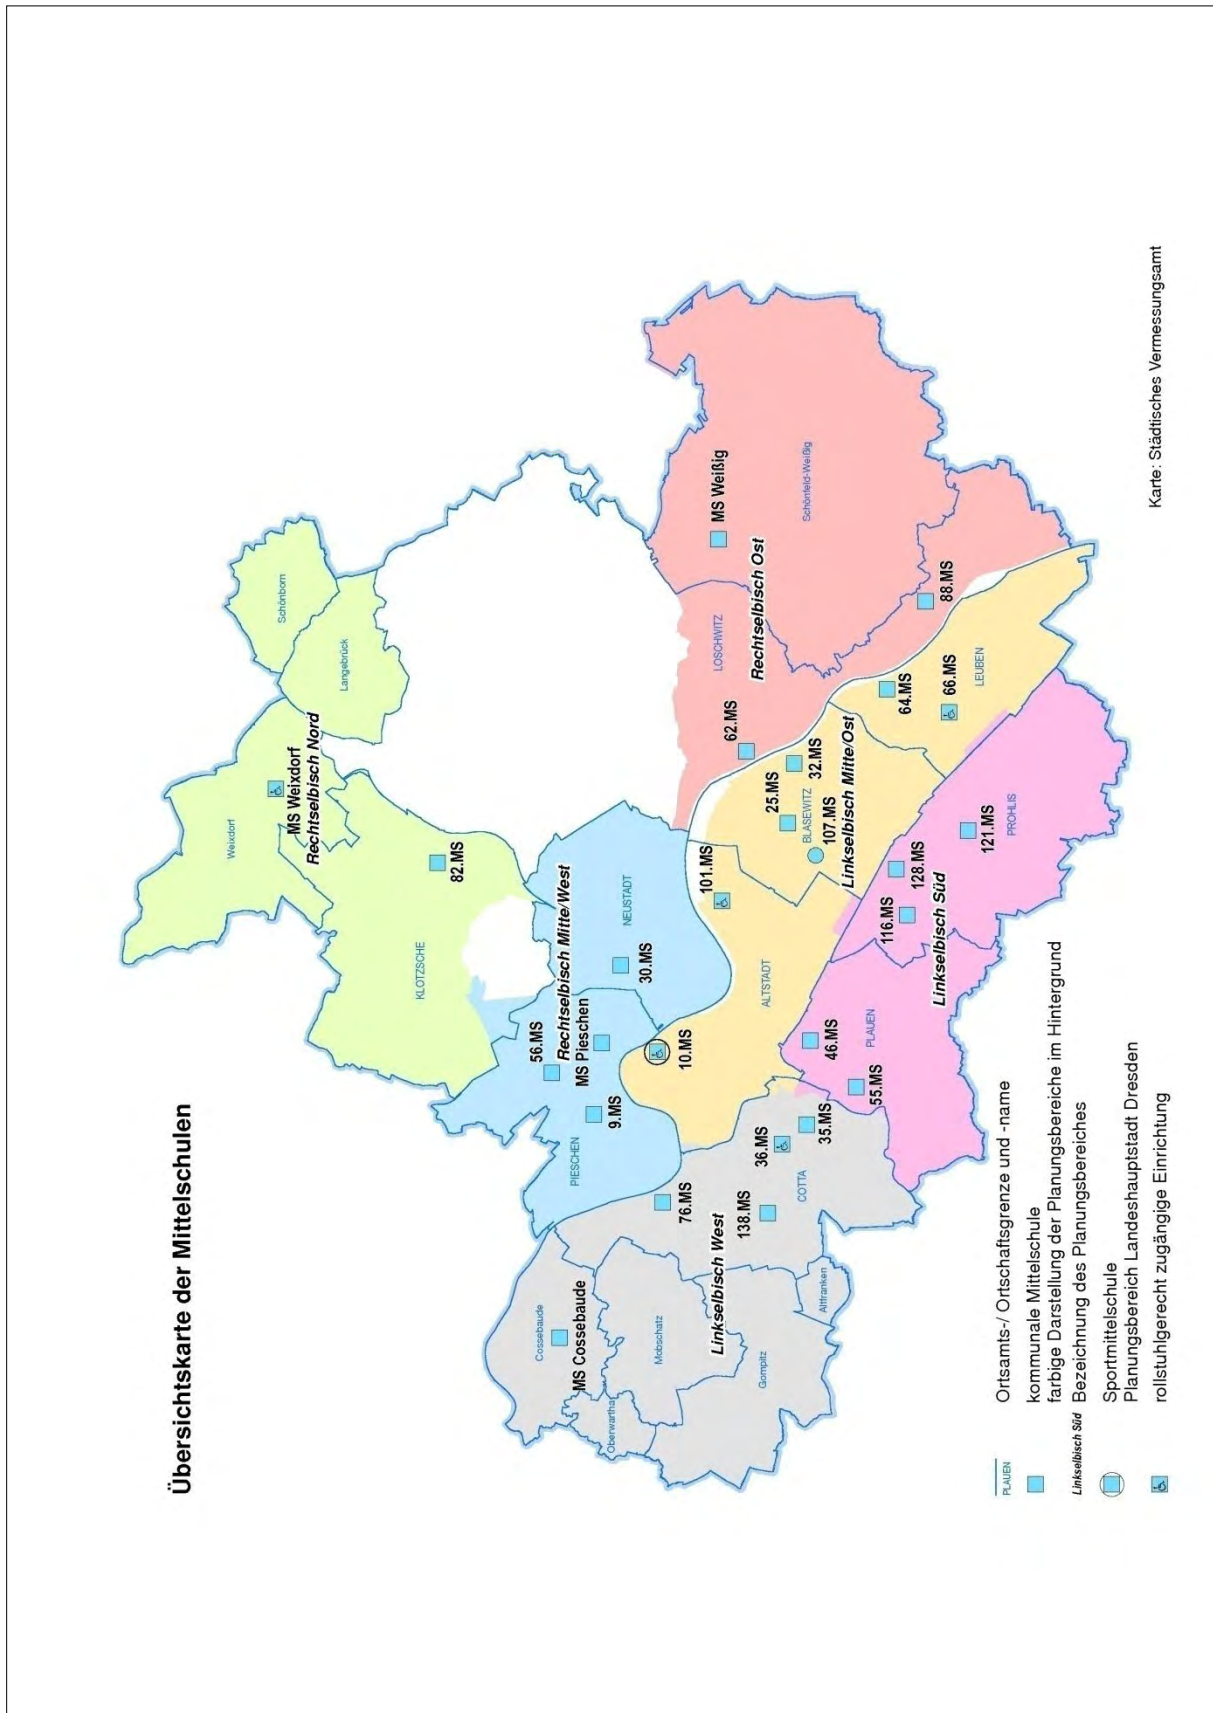 Übersichtskarte der Mittelschulen
Schönborn
Langebrück
Weixdorf
MS Weixdorf
Rechtselbisch Nord
82.MS
KLOTZSCHE
Rechtselbisch Mitte/West
NEUSTADT
30.MS
56.MS
MS Pieschen
9.MS
PIESCHEN
MS Weißig
Schönfeld-Weißig
LOSCHWITZ
Rechtselbisch Ost
62.MS
88.MS
Cossebaude
MS Cossebaude
Oberwartha
Mobschatz
Gompitz
Altfranken
Linkselbisch West
76.MS
138.MS
COTTA
36.MS
35.MS
10.MS
ALTSTADT
101.MS
25.MS
BLASEWITZ
107.MS
32.MS
Linkselbisch Mitte/Ost
64.MS
66.MS
LEUBEN
46.MS
55.MS
PLAUEN
Linkselbisch Süd
116.MS
128.MS
121.MS
PROHLIS
PLAUEN
Ortsamts-/ Ortschaftsgrenze und -name
kommunale Mittelschule
farbige Darstellung der Planungsbereiche im Hintergrund
Linkselbisch Süd
Bezeichnung des Planungsbereiches
Sportmittelschule
Planungsbereich Landeshauptstadt Dresden
rollstuhlgerecht zugängige Einrichtung
Karte: Städtisches Vermessungsamt